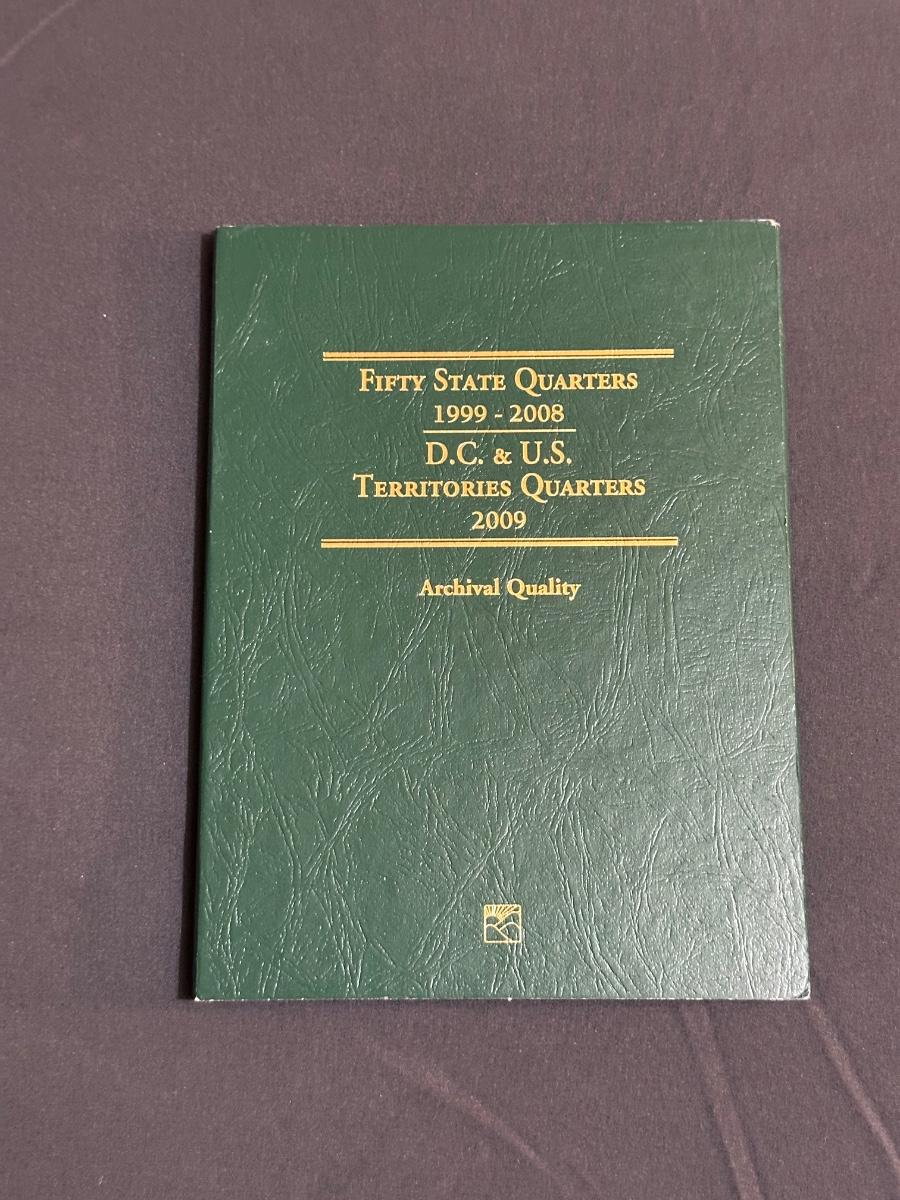 Fifty State Quarters
1999 - 2008
D.C. & U.S.
Territories Quarters
2009
Archival Quality